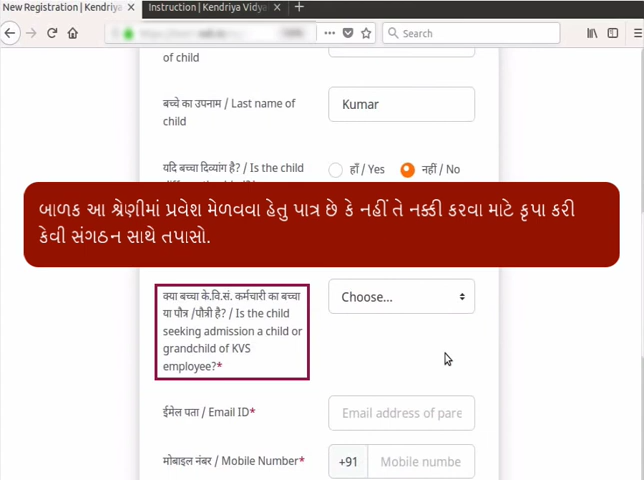 New Registration | Kendriya
Instruction | Kendriya Vidya
Search
of child
बच्चे का उपनाम / Last name of
child
Kumar
यदि बच्चा दिव्यांग है? / Is the child
हाँ / Yes
नहीं / No
બાળક આ શ્રેણીમાં પ્રવેશ મેળવવા હેતુ પાત્ર છે કે નહીં તે નક્કી કરવા માટે કૃપા કરી
કેવી સંગઠન સાથે તપાસો.
क्या बच्चा के.वि.सं. कर्मचारी का बच्चा
या पौत्र /पौत्री है? / Is the child
seeking admission a child or
grandchild of KVS
employee?*
Choose...
ईमेल पता / Email ID*
Email address of pare
मोबाइल नंबर / Mobile Number*
+91
Mobile numbe